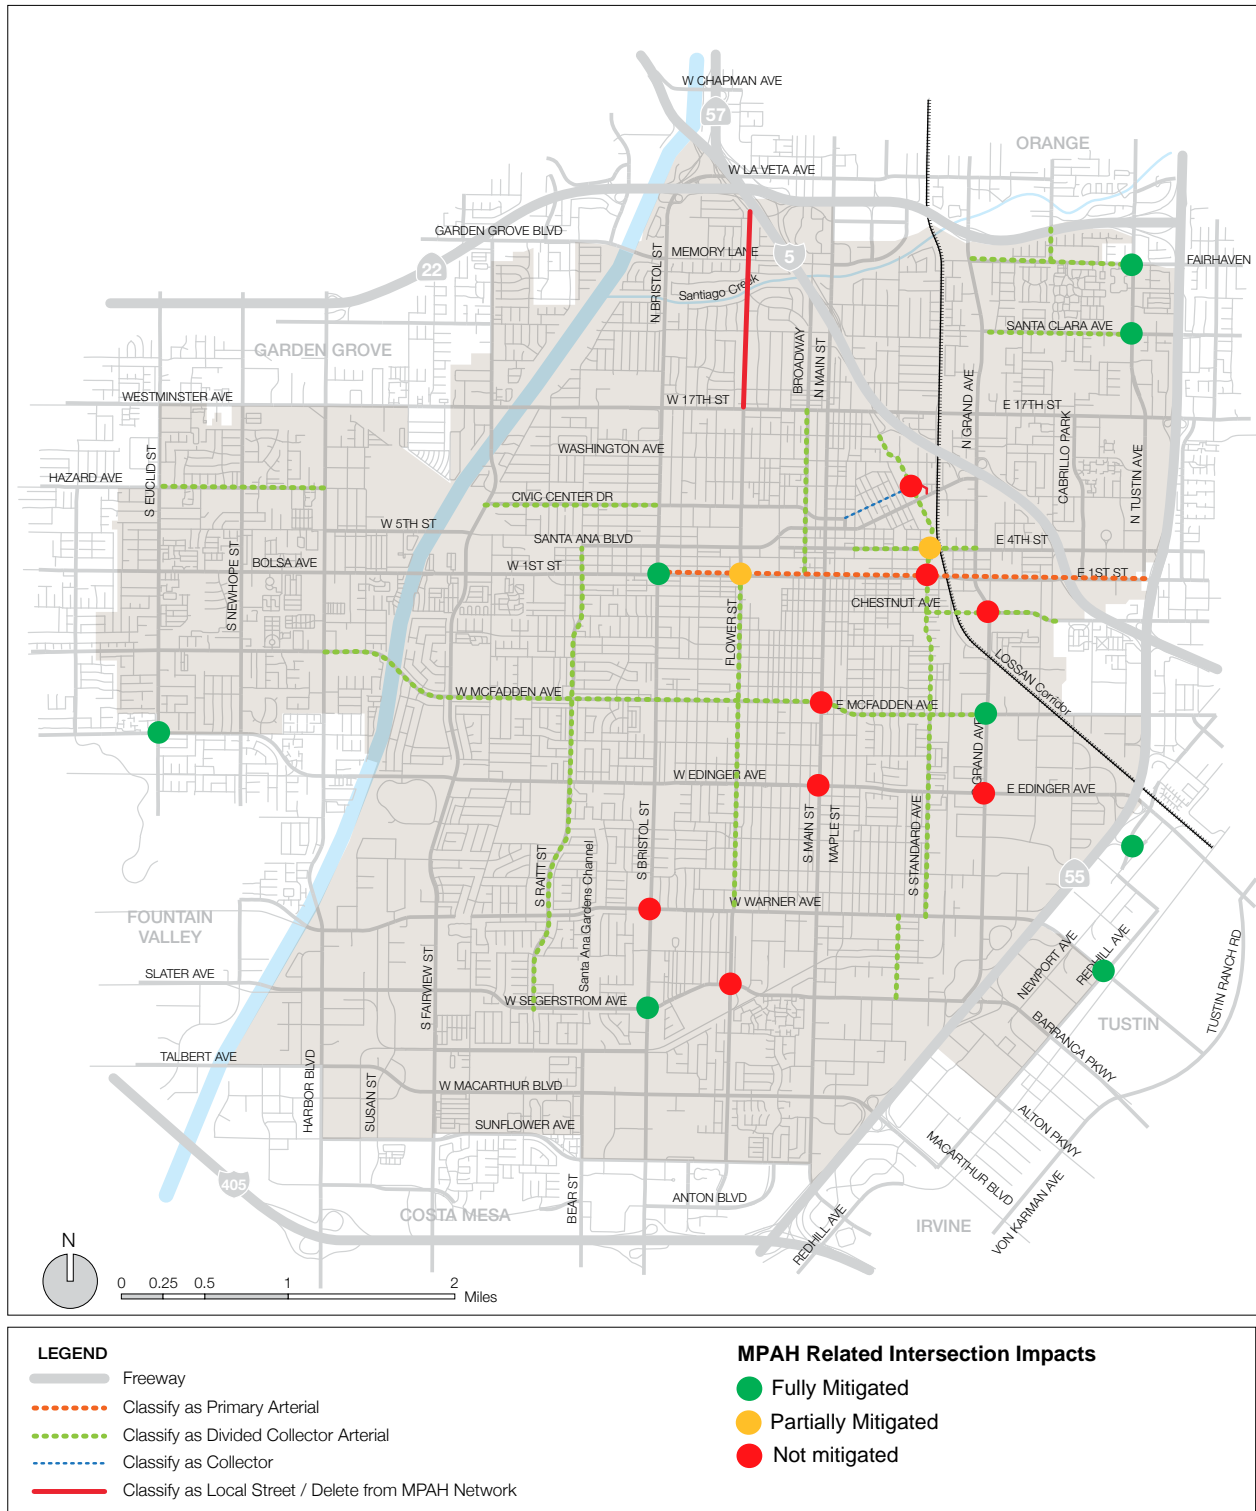 W CHAPMAN AVE
57
ORANGE
W LA VETA AVE
GARDEN GROVE BLVD
N BRISTOL ST
MEMORY LANE
5
FAIRHAVEN
22
Santiago Creek
SANTA CLARA AVE
GARDEN GROVE
BROADWAY
N MAIN ST
N GRAND AVE
WESTMINSTER AVE
W 17TH ST
E 17TH ST
CABRILLO PARK
N TUSTIN AVE
S EUCLID ST
WASHINGTON AVE
HAZARD AVE
CIVIC CENTER DR
W 5TH ST
SANTA ANA BLVD
E 4TH ST
S NEWHOPE ST
BOLSA AVE
W 1ST ST
E 1ST ST
FLOWER ST
CHESTNUT AVE
LOSSAN Corridor
W MCFADDEN AVE
E MCFADDEN AVE
GRAND AVE
W EDINGER AVE
E EDINGER AVE
S BRISTOL ST
S MAIN ST
MAPLE ST
S STANDARD AVE
S RAITT ST
Santa Ana Gardens Channel
55
FOUNTAIN
VALLEY
W WARNER AVE
S FAIRVIEW ST
NEWPORT AVE
REDHILL AVE
TUSTIN RANCH RD
SLATER AVE
W SEGERSTROM AVE
BARRANCA PKWY
TUSTIN
TALBERT AVE
HARBOR BLVD
SUSAN ST
W MACARTHUR BLVD
SUNFLOWER AVE
ALTON PKWY
MACARTHUR BLVD
405
BEAR ST
ANTON BLVD
COSTA MESA
REDHILL AVE
IRVINE
VON KARMAN AVE
N
0 0.25 0.5 1 2
Miles
LEGEND
Freeway
Classify as Primary Arterial
Classify as Divided Collector Arterial
Classify as Collector
Classify as Local Street / Delete from MPAH Network
MPAH Related Intersection Impacts
Fully Mitigated
Partially Mitigated
Not mitigated